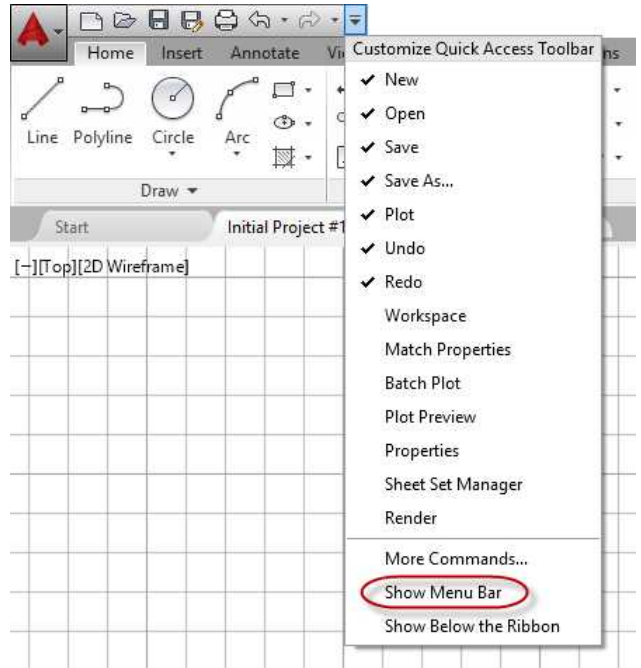 Customize Quick Access Toolbar
Home Insert Annotate
Line Polyline Circle Arc
Draw
Start Initial Project #1
[−][Top][2D Wireframe]
New
Open
Save
Save As...
Plot
Undo
Redo
Workspace
Match Properties
Batch Plot
Plot Preview
Properties
Sheet Set Manager
Render
More Commands...
Show Menu Bar
Show Below the Ribbon